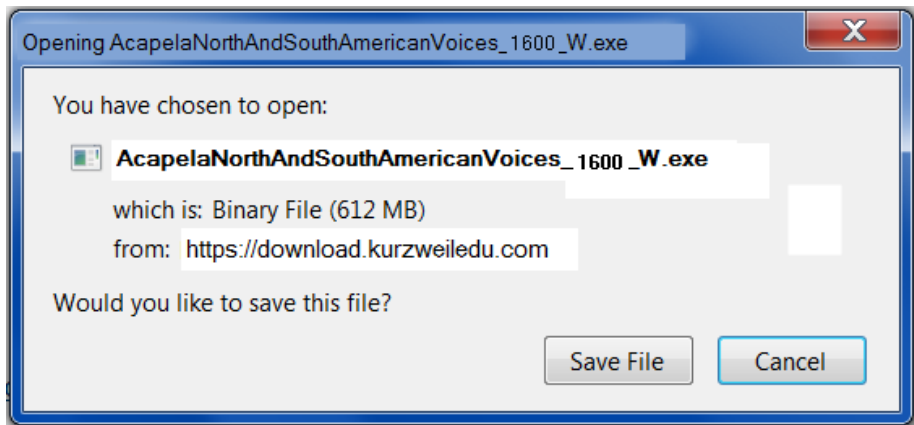 Opening AcapelaNorthAndSouthAmericanVoices_1600_W.exe
X
You have chosen to open:
AcapelaNorthAndSouthAmericanVoices_1600_W.exe
which is: Binary File (612 MB)
from: https://download.kurzweiledu.com
Would you like to save this file?
Save File Cancel